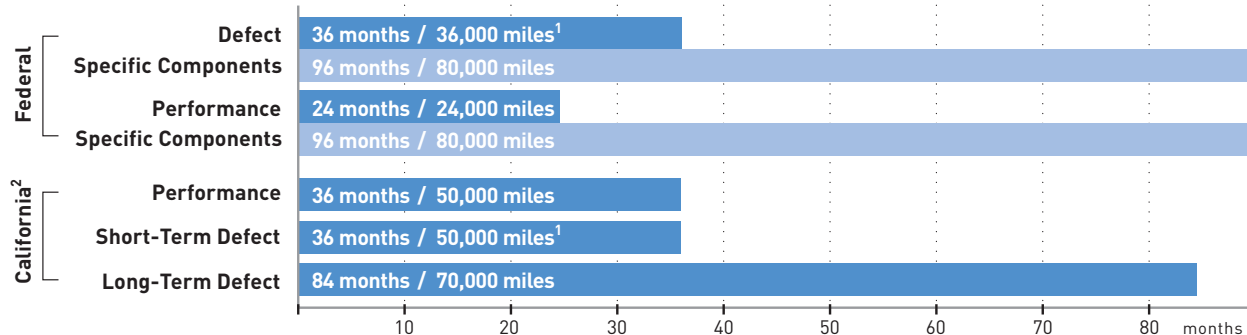 Federal
Defect 36 months / 36,000 miles¹
Specific Components 96 months / 80,000 miles
Performance 24 months / 24,000 miles
Specific Components 96 months / 80,000 miles
California²
Performance 36 months / 50,000 miles
Short-Term Defect 36 months / 50,000 miles¹
Long-Term Defect 84 months / 70,000 miles
10 20 30 40 50 60 70 80 months